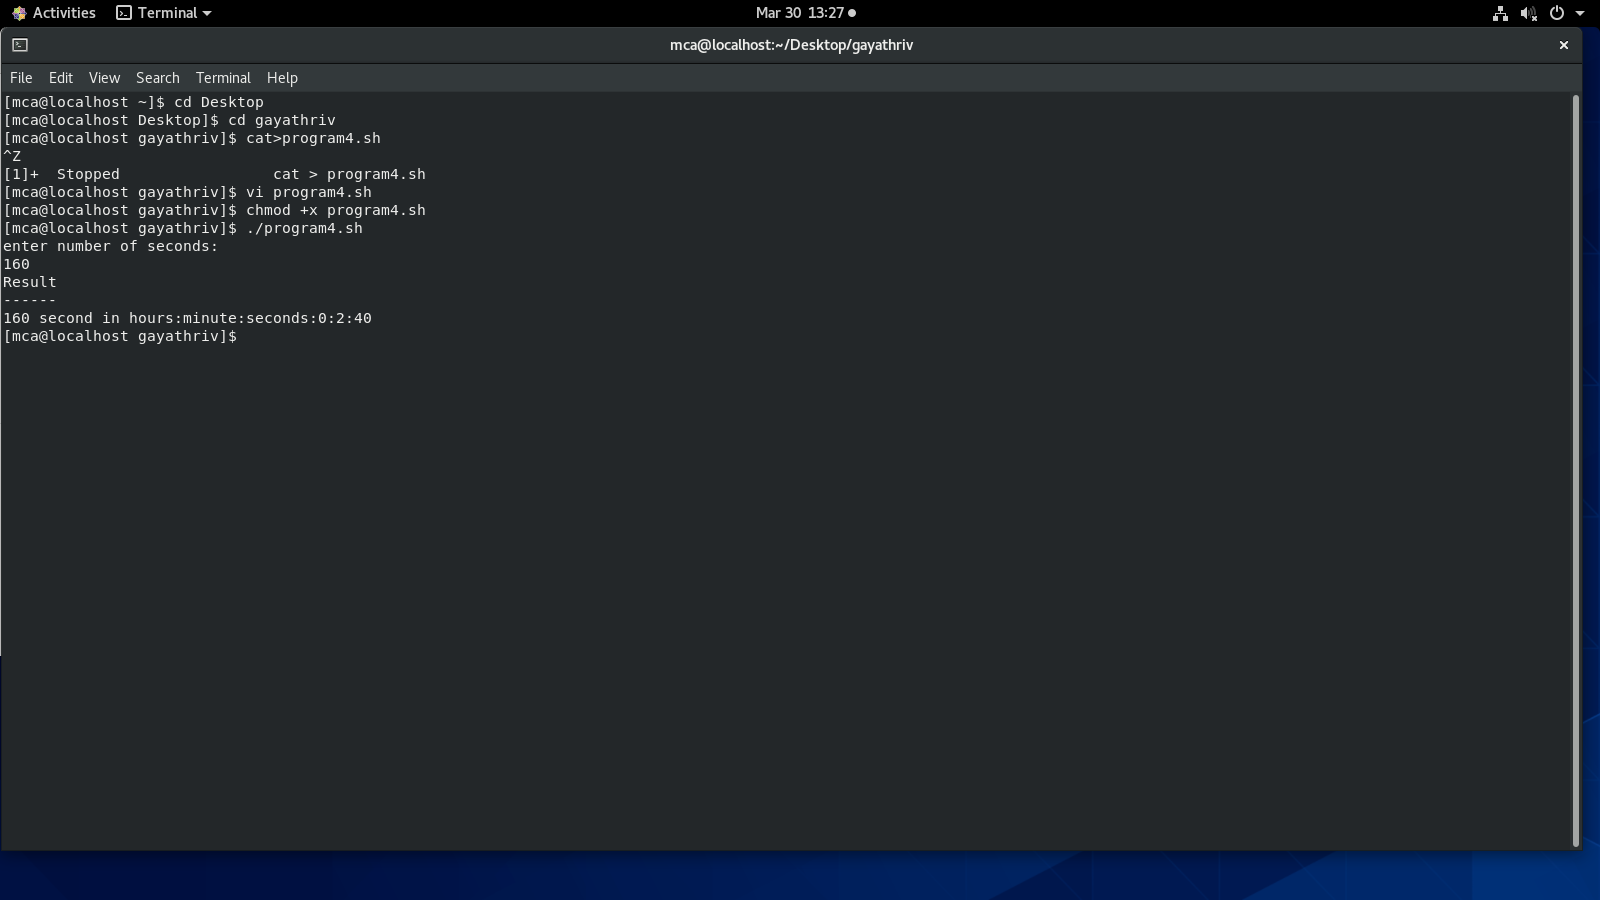 Activities Terminal Mar 30 13:27
mca@localhost:~/Desktop/gayathriv
File Edit View Search Terminal Help
[mca@localhost ~]$ cd Desktop
[mca@localhost Desktop]$ cd gayathriv
[mca@localhost gayathriv]$ cat>program4.sh
^Z
[1]+  Stopped                 cat > program4.sh
[mca@localhost gayathriv]$ vi program4.sh
[mca@localhost gayathriv]$ chmod +x program4.sh
[mca@localhost gayathriv]$ ./program4.sh
enter number of seconds:
160
Result
------
160 second in hours:minute:seconds:0:2:40
[mca@localhost gayathriv]$